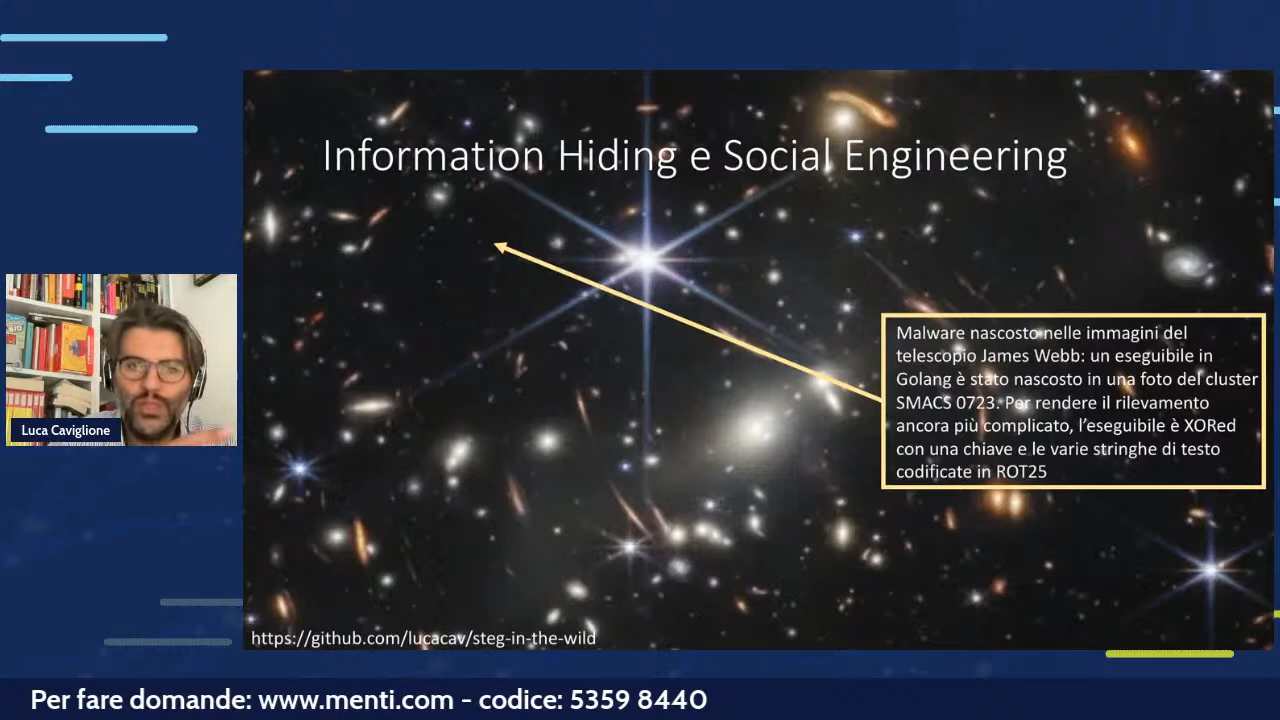 Information Hiding e Social Engineering
Malware nascosto nelle immagini del
telescopio James Webb: un eseguibile in
Golang è stato nascosto in una foto del cluster
SMACS 0723. Per rendere il rilevamento
ancora più complicato, l’eseguibile è XORed
con una chiave e le varie stringhe di testo
codificate in ROT25
Luca Caviglione
https://github.com/lucacav/steg-in-the-wild
Per fare domande: www.menti.com - codice: 5359 8440